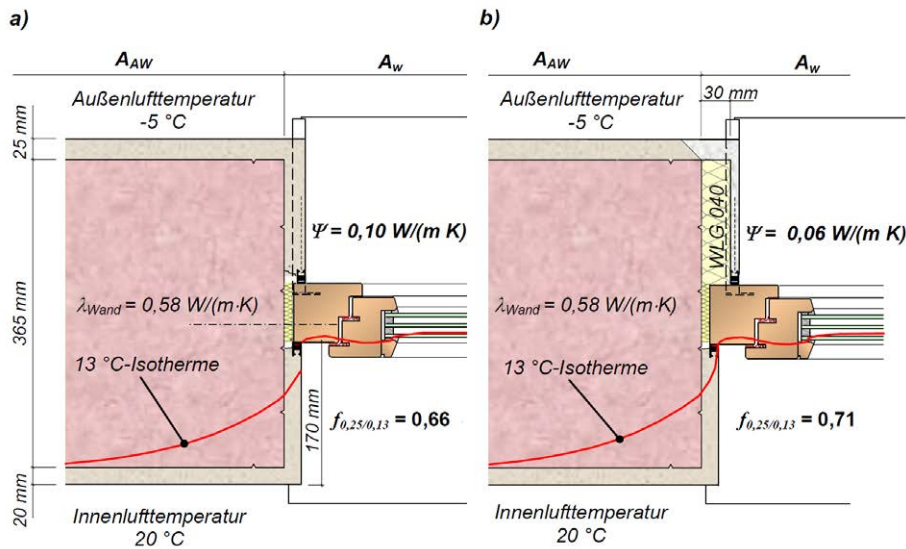 a)
A_AW
A_w
Außenlufttemperatur
-5 °C
25 mm
Ψ = 0,10 W/(m K)
λ_Wand = 0,58 W/(m·K)
365 mm
13 °C-Isotherme
170 mm
f_0,25/0,13 = 0,66
20 mm
Innenlufttemperatur
20 °C
b)
A_AW
A_w
30 mm
Außenlufttemperatur
-5 °C
WLG 040
Ψ = 0,06 W/(m K)
λ_Wand = 0,58 W/(m·K)
13 °C-Isotherme
f_0,25/0,13 = 0,71
Innenlufttemperatur
20 °C